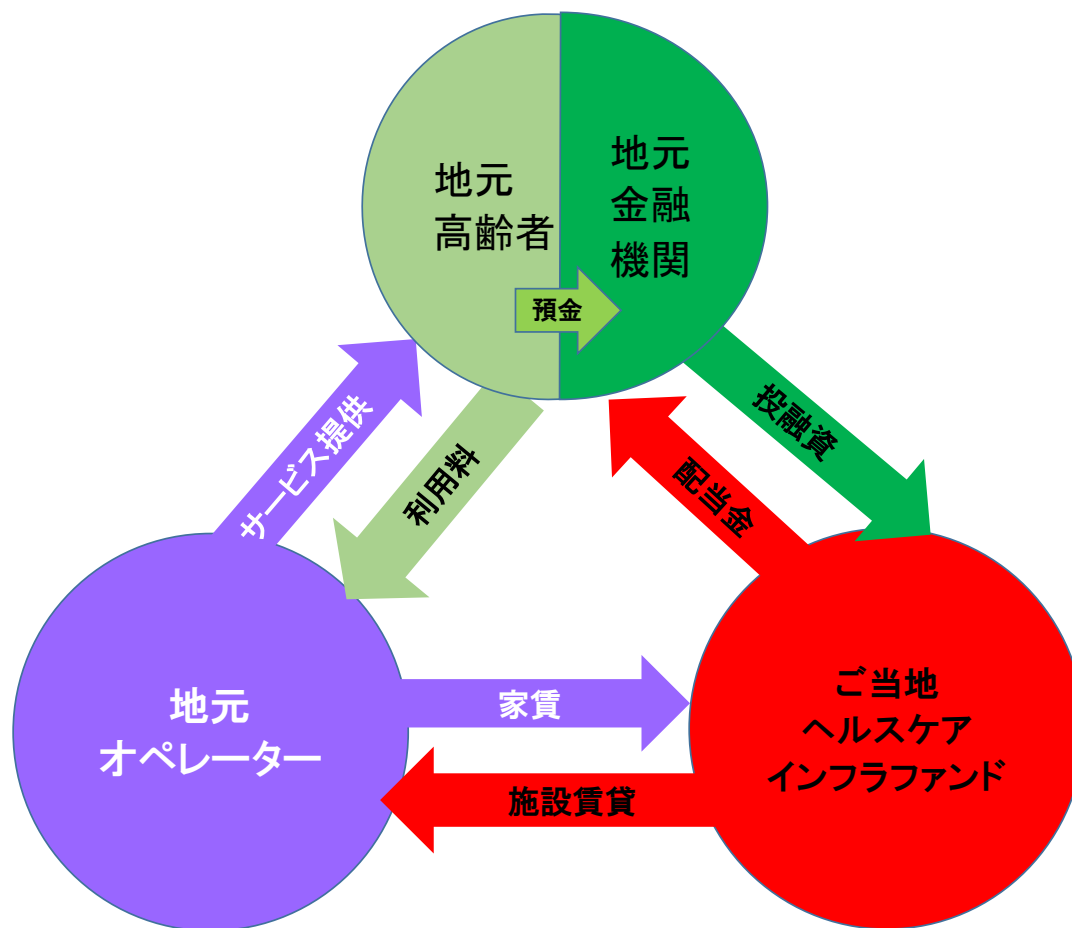 地元
高齢者
地元
金融
機関
預金
サービス提供
利用料
配当金
投融資
地元
オペレーター
家賃
施設賃貸
ご当地
ヘルスケア
インフラファンド